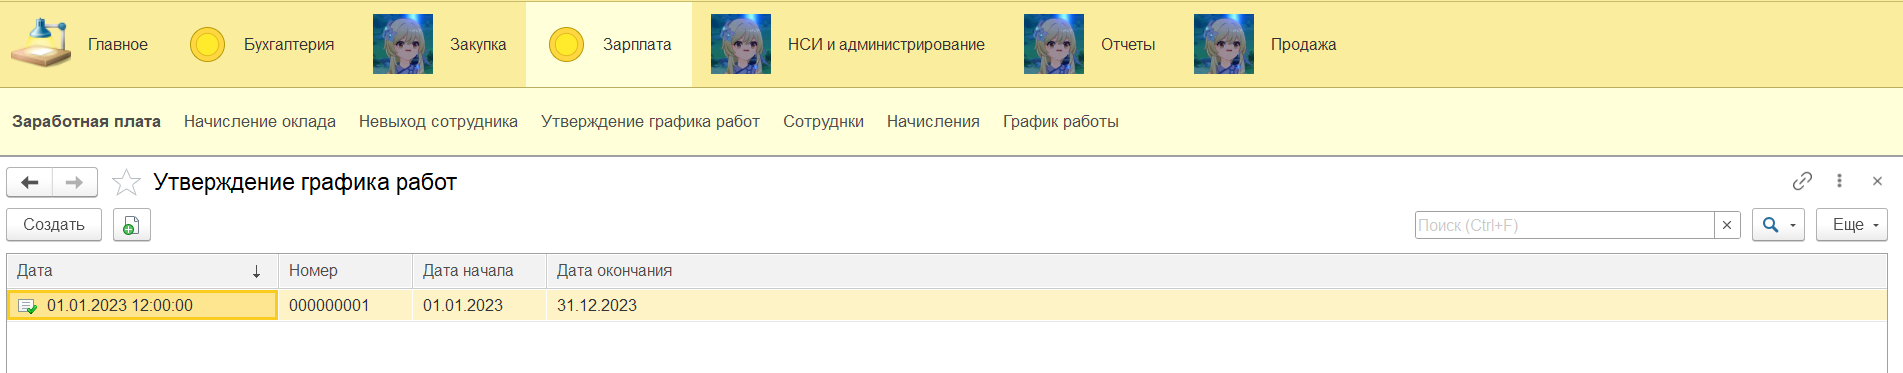 Главное Бухгалтерия Закупка Зарплата НСИ и администрирование Отчеты Продажа
Заработная плата Начисление оклада Невыход сотрудника Утверждение графика работ Сотруднки Начисления График работы
Утверждение графика работ
Создать Поиск (Ctrl+F) Еще
Дата Номер Дата начала Дата окончания
01.01.2023 12:00:00 000000001 01.01.2023 31.12.2023